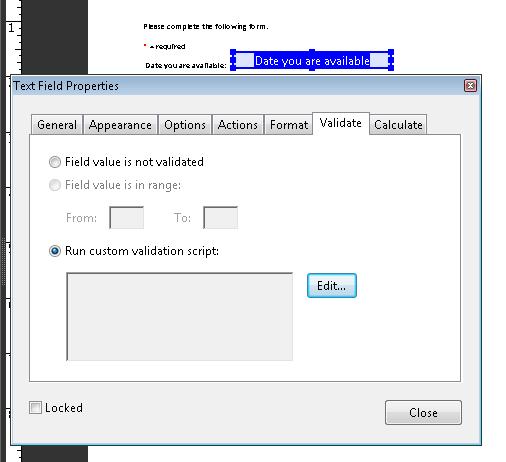 1
Please complete the following form.
* = required
Date you are available: Date you are available
Text Field Properties
General Appearance Options Actions Format Validate Calculate
Field value is not validated
Field value is in range:
From: To:
Run custom validation script:
Edit...
Locked
Close